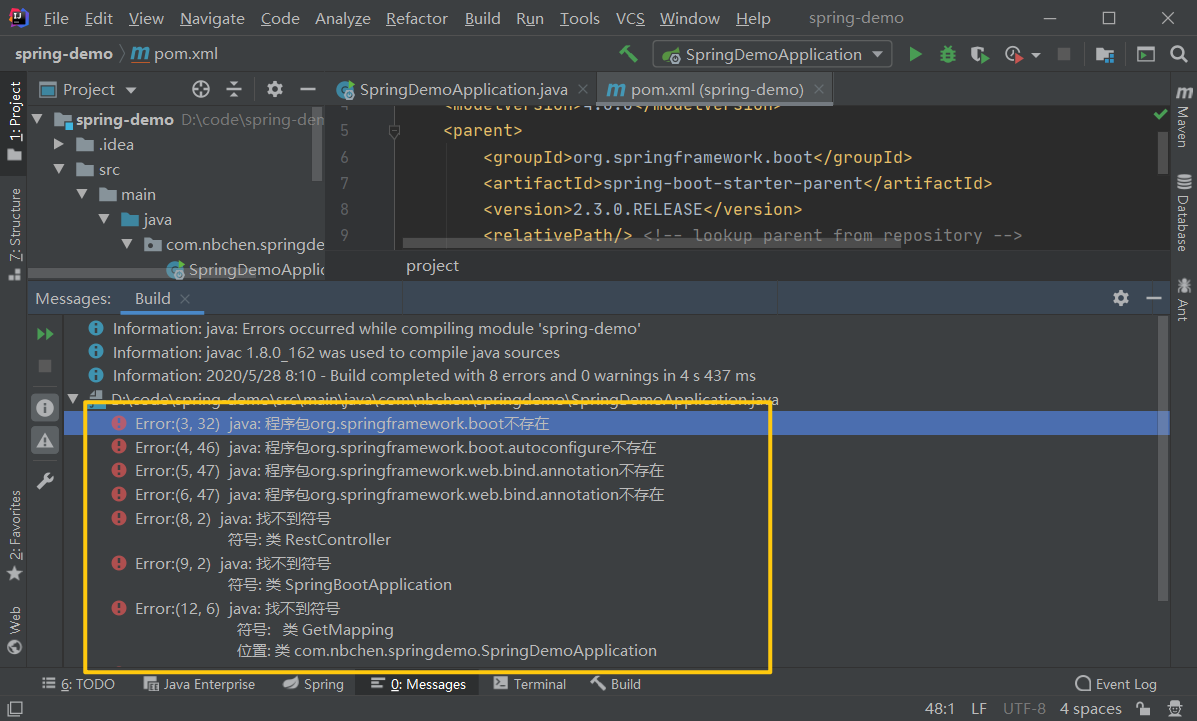 File Edit View Navigate Code Analyze Refactor Build Run Tools VCS Window Help spring-demo
spring-demo pom.xml SpringDemoApplication
Project SpringDemoApplication.java pom.xml (spring-demo)
1: Project
7: Structure
2: Favorites
Web
spring-demo D:\code\spring-den
.idea
src
main
java
com.nbchen.springde
SpringDemoApplic
4 <modelVersion>4.0.0</modelVersion>
5 <parent>
6 <groupId>org.springframework.boot</groupId>
7 <artifactId>spring-boot-starter-parent</artifactId>
8 <version>2.3.0.RELEASE</version>
9 <relativePath/> <!-- lookup parent from repository -->
project
Maven
Database
Ant
Messages: Build
Information: java: Errors occurred while compiling module 'spring-demo'
Information: javac 1.8.0_162 was used to compile java sources
Information: 2020/5/28 8:10 - Build completed with 8 errors and 0 warnings in 4 s 437 ms
D:\code\spring-demo\src\main\java\com\nbchen\springdemo\SpringDemoApplication.java
Error:(3, 32) java: 程序包org.springframework.boot不存在
Error:(4, 46) java: 程序包org.springframework.boot.autoconfigure不存在
Error:(5, 47) java: 程序包org.springframework.web.bind.annotation不存在
Error:(6, 47) java: 程序包org.springframework.web.bind.annotation不存在
Error:(8, 2) java: 找不到符号
符号: 类 RestController
Error:(9, 2) java: 找不到符号
符号: 类 SpringBootApplication
Error:(12, 6) java: 找不到符号
符号: 类 GetMapping
位置: 类 com.nbchen.springdemo.SpringDemoApplication
6: TODO Java Enterprise Spring 0: Messages Terminal Build Event Log
48:1 LF UTF-8 4 spaces